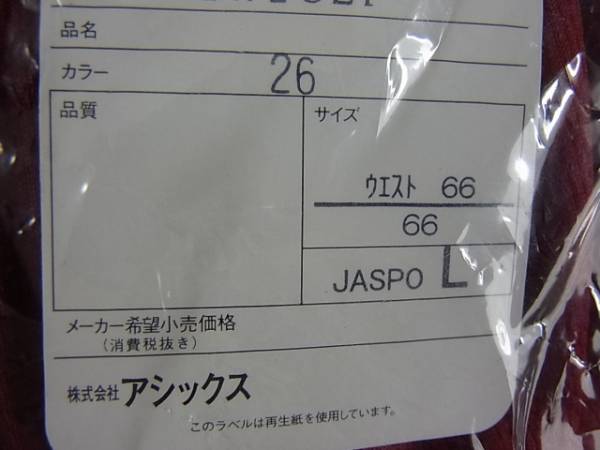 品名
カラー 26
品質
サイズ
ウエスト 66
66
JASPO L
メーカー希望小売価格
(消費税抜き)
株式会社 アシックス
このラベルは再生紙を使用しています。